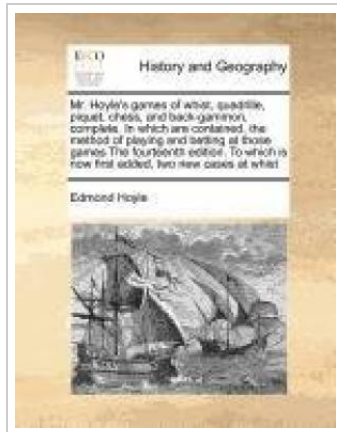 ECCO
History and Geography
Mr. Hoyle's games of whist, quadrille,
piquet, chess, and back-gammon,
complete. In which are contained, the
method of playing and betting at those
games The fourteenth edition. To which is
now first added, two new cases at whist
Edmond Hoyle